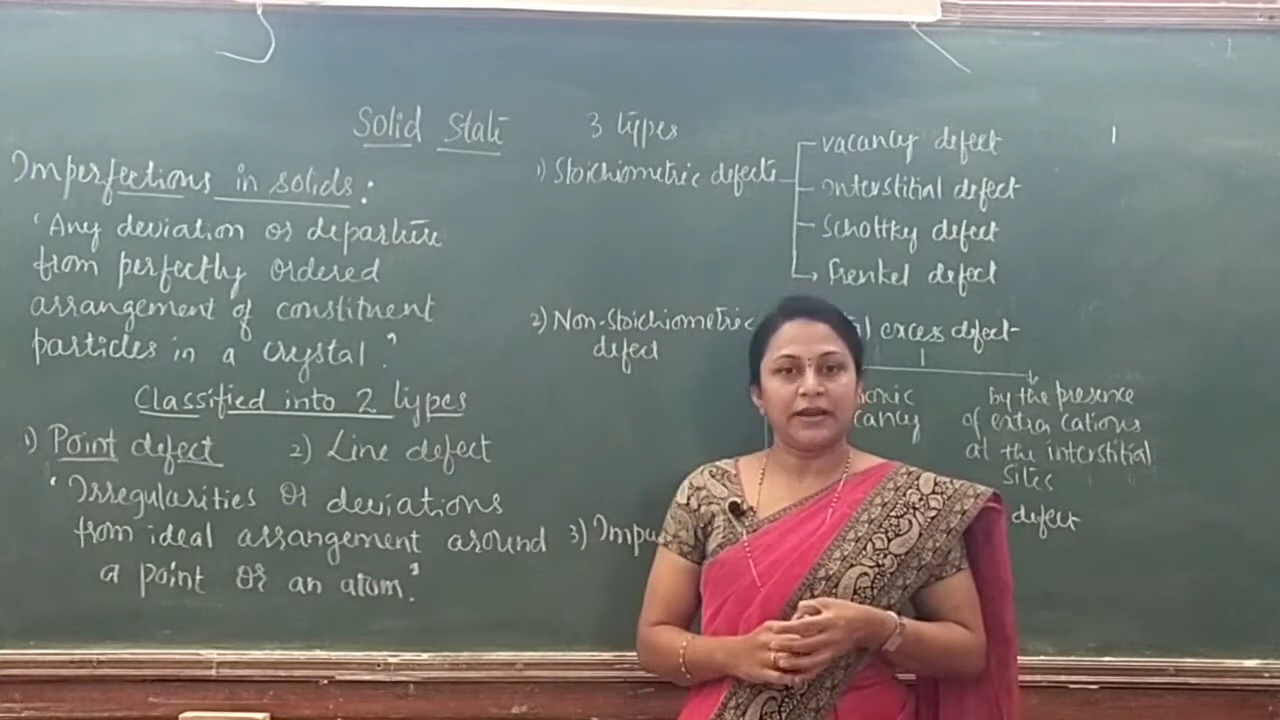 Solid State
Imperfections in solids:
"Any deviation or departure
from perfectly ordered
arrangement of constituent
particles in a crystal."
Classified into 2 types
1) Point defect 2) Line defect
"Irregularities or deviations
from ideal arrangement around
a point or an atom."
3 types
1) Stoichiometric defects
vacancy defect
Interstitial defect
Schottky defect
Frenkel defect
2) Non-Stoichiometric
defect
excess defect
by the presence
of extra cations
at the interstitial
sites
defect
3)